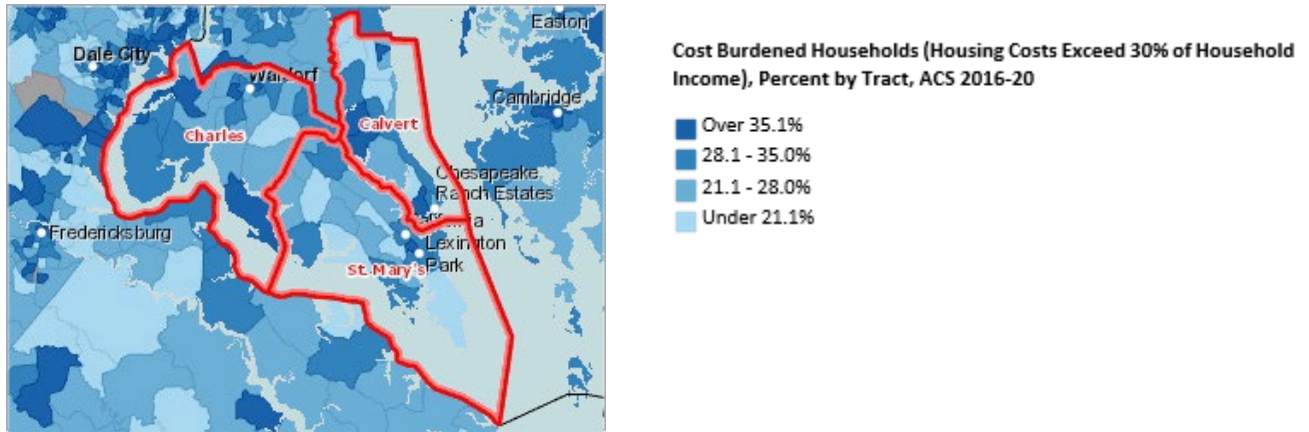 Easton
Dale City
Waldorf
Cambridge
Charles
Calvert
Chesapeake
Ranch Estates
Fredericksburg
Lexington
St. Mary's
Park
Cost Burdened Households (Housing Costs Exceed 30% of Household
Income), Percent by Tract, ACS 2016-20
Over 35.1%
28.1 - 35.0%
21.1 - 28.0%
Under 21.1%